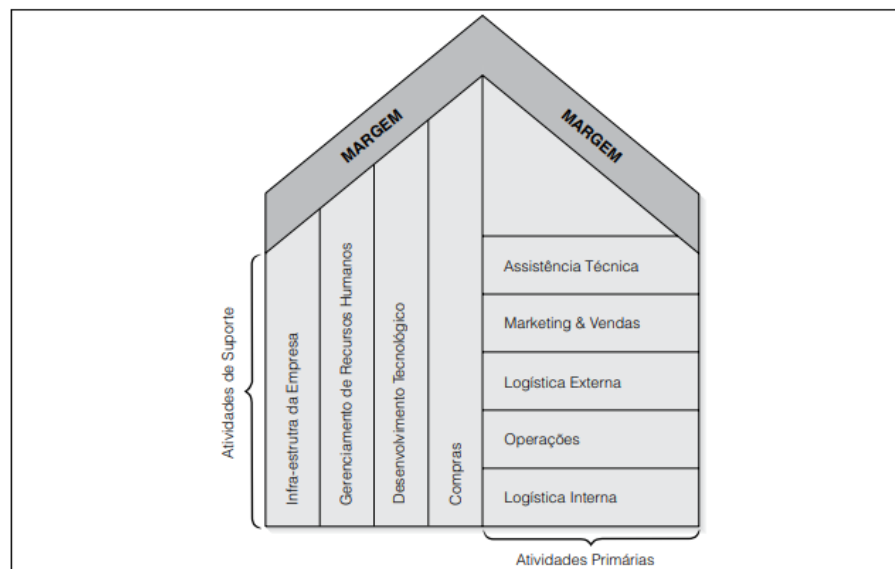 MARGEM
MARGEM
Atividades de Suporte
Infra-estrutra da Empresa
Gerenciamento de Recursos Humanos
Desenvolvimento Tecnológico
Compras
Assistência Técnica
Marketing & Vendas
Logística Externa
Operações
Logística Interna
Atividades Primárias